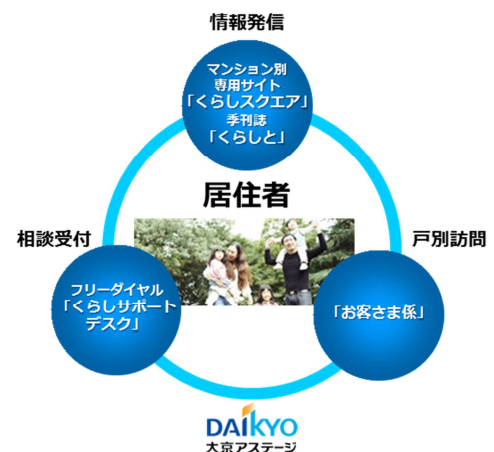 情報発信
マンション別
専用サイト
「くらしスクエア」
季刊誌
「くらしと」
居住者
相談受付
戸別訪問
フリーダイヤル
「くらしサポート
デスク」
「お客さま係」
DAIKYO
大京アステージ